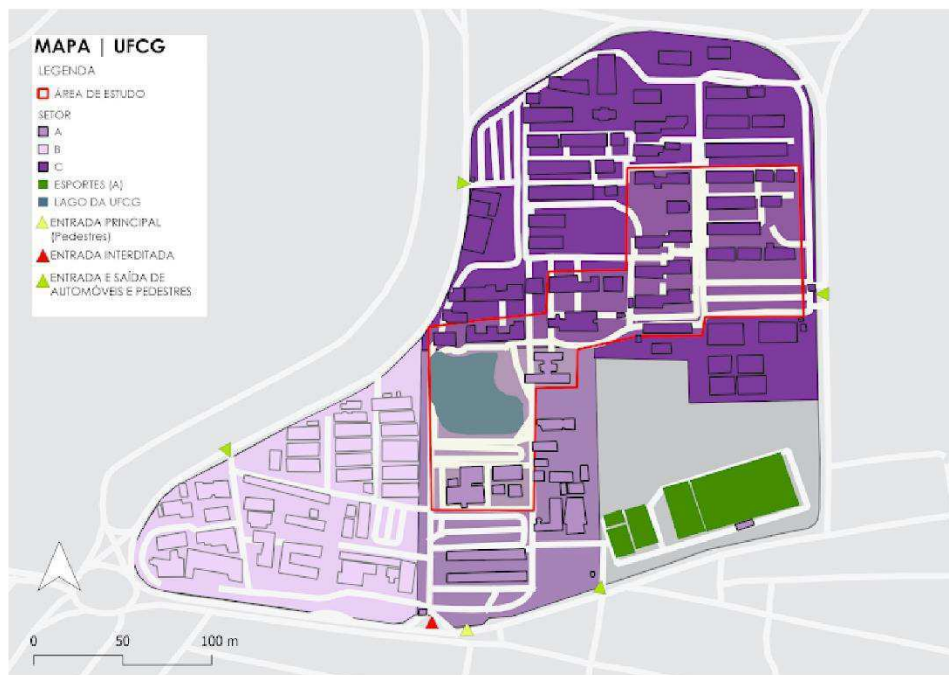 MAPA | UFCG
LEGENDA
ÁREA DE ESTUDO
SETOR
A
B
C
ESPORTES (A)
LAGO DA UFCG
ENTRADA PRINCIPAL
(Pedestres)
ENTRADA INTERDITADA
ENTRADA E SAÍDA DE
AUTOMÓVEIS E PEDESTRES
0 50 100 m